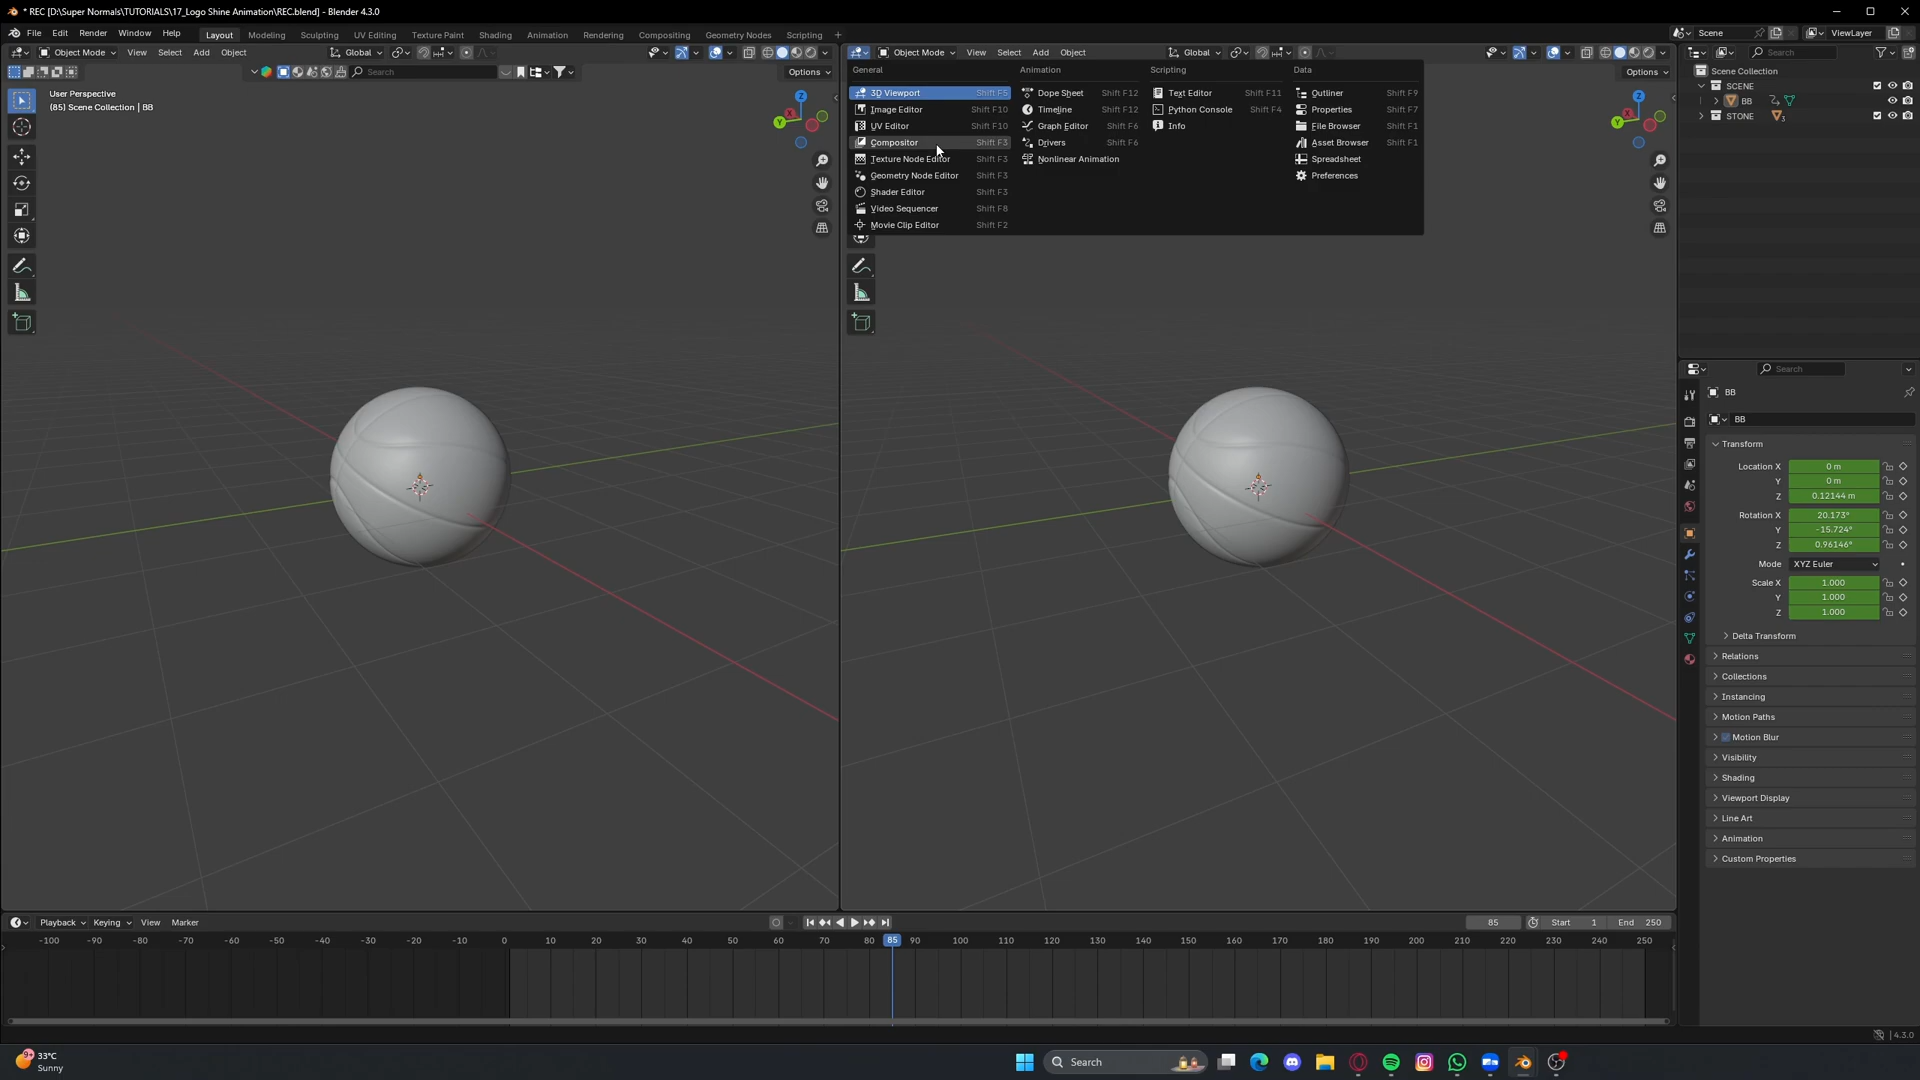 * REC [D:\Super Normals\TUTORIALS\17_Logo Shine Animation\REC.blend] - Blender 4.3.0
File Edit Render Window Help Layout Modeling Sculpting UV Editing Texture Paint Shading Animation Rendering Compositing Geometry Nodes Scripting + Scene ViewLayer
Object Mode View Select Add Object Global Object Mode View Select Add Object Global Search
Search Options Options
General Animation Scripting Data
3D Viewport Shift F5 Dope Sheet Shift F12 Text Editor Shift F11 Outliner Shift F9
Image Editor Shift F10 Timeline Shift F12 Python Console Shift F4 Properties Shift F7
UV Editor Shift F10 Graph Editor Shift F6 Info File Browser Shift F1
Compositor Shift F3 Drivers Shift F6 Asset Browser Shift F1
Texture Node Editor Shift F3 Nonlinear Animation Spreadsheet
Geometry Node Editor Shift F3 Preferences
Shader Editor Shift F3
Video Sequencer Shift F8
Movie Clip Editor Shift F2
User Perspective
(85) Scene Collection | BB
Z
Y
Z
Y
Scene Collection
SCENE
BB
STONE 3
Search
BB
BB
Transform
Location X 0 m
Y 0 m
Z 0.12144 m
Rotation X 20.173°
Y -15.724°
Z 0.96146°
Mode XYZ Euler
Scale X 1.000
Y 1.000
Z 1.000
Delta Transform
Relations
Collections
Instancing
Motion Paths
Motion Blur
Visibility
Shading
Viewport Display
Line Art
Animation
Custom Properties
Playback Keying View Marker 85 Start 1 End 250
-100 -90 -80 -70 -60 -50 -40 -30 -20 -10 0 10 20 30 40 50 60 70 80 85 90 100 110 120 130 140 150 160 170 180 190 200 210 220 230 240 250
4.3.0
33°C
Sunny
Search